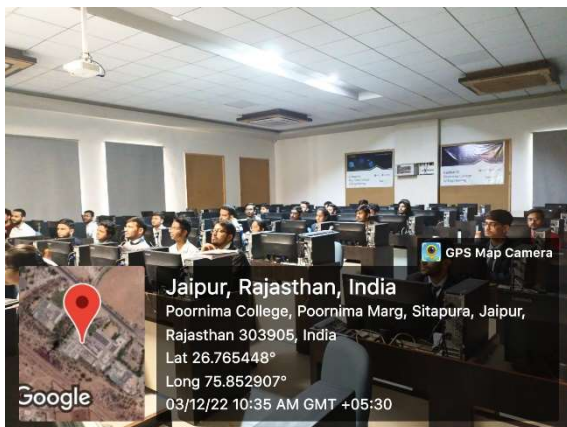 GPS Map Camera
Jaipur, Rajasthan, India
Poornima College, Poornima Marg, Sitapura, Jaipur,
Rajasthan 303905, India
Lat 26.765448°
Long 75.852907°
03/12/22 10:35 AM GMT +05:30
Google